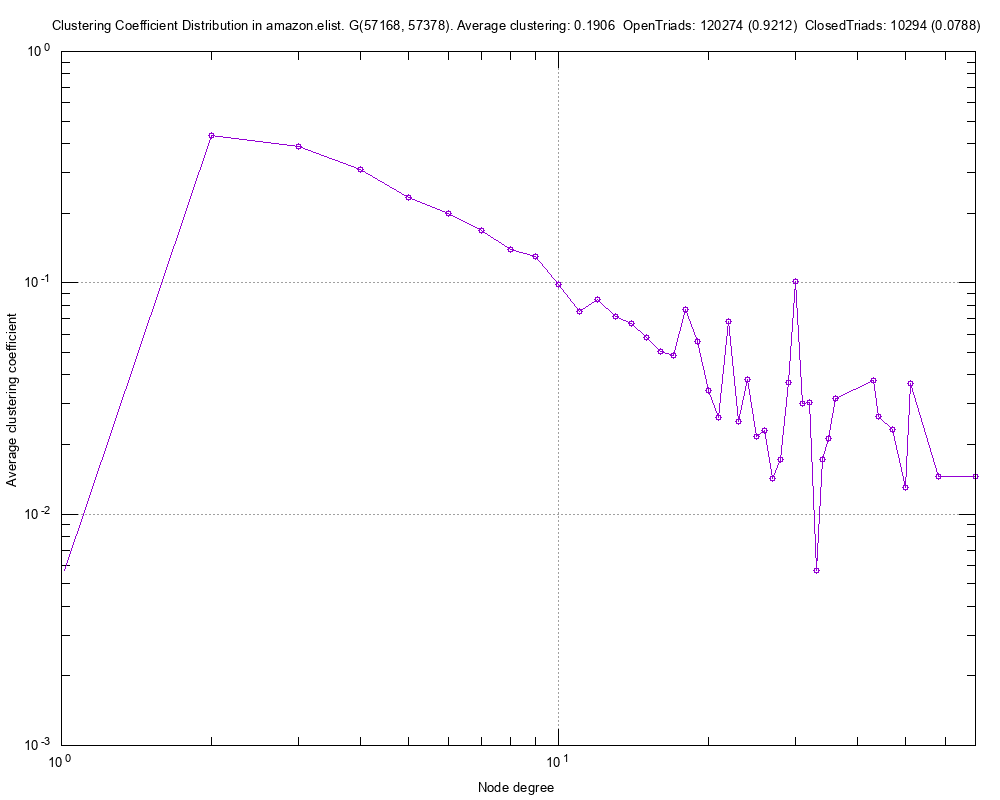 Clustering Coefficient Distribution in amazon.elist. G(57168, 57378). Average clustering: 0.1906  OpenTriads: 120274 (0.9212)  ClosedTriads: 10294 (0.0788)
10^0
10^-1
10^-2
10^-3
Average clustering coefficient
10^0
10^1
Node degree